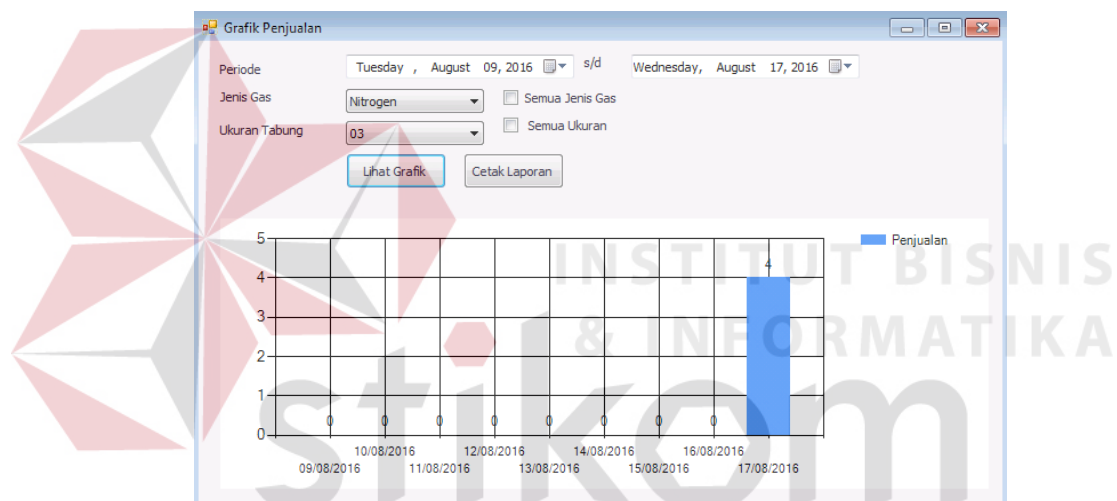 Grafik Penjualan
Periode
Tuesday , August 09, 2016
s/d
Wednesday, August 17, 2016
Jenis Gas
Nitrogen
Semua Jenis Gas
Ukuran Tabung
03
Semua Ukuran
Lihat Grafik
Cetak Laporan
5
4
3
2
1
0
0 0 0 0 0 0 0 0 4
Penjualan
10/08/2016 12/08/2016 14/08/2016 16/08/2016
09/08/2016 11/08/2016 13/08/2016 15/08/2016 17/08/2016
INSTITUT BISNIS
& INFORMATIKA
stikom